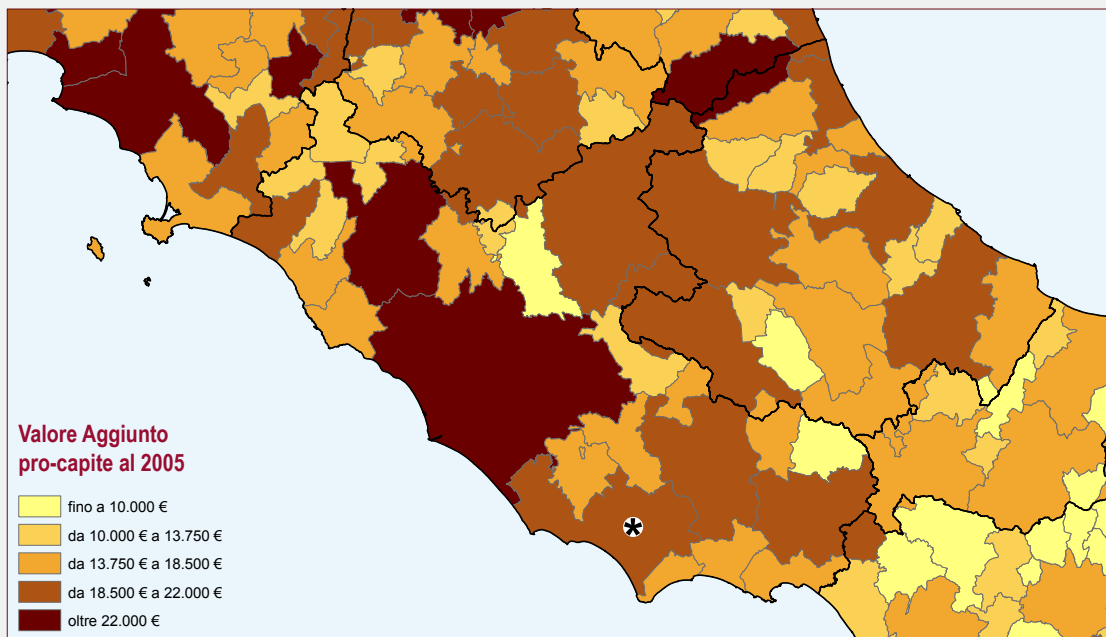 Valore Aggiunto
pro-capite al 2005
fino a 10.000 €
da 10.000 € a 13.750 €
da 13.750 € a 18.500 €
da 18.500 € a 22.000 €
oltre 22.000 €